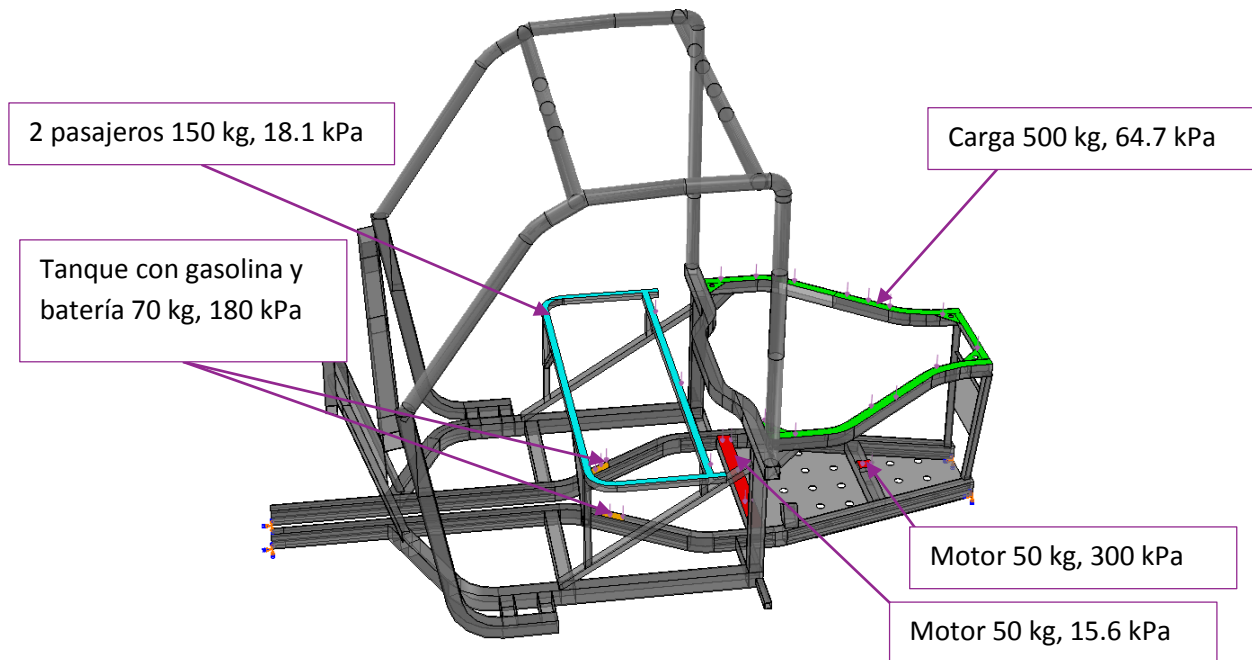 2 pasajeros 150 kg, 18.1 kPa
Carga 500 kg, 64.7 kPa
Tanque con gasolina y
batería 70 kg, 180 kPa
Motor 50 kg, 300 kPa
Motor 50 kg, 15.6 kPa